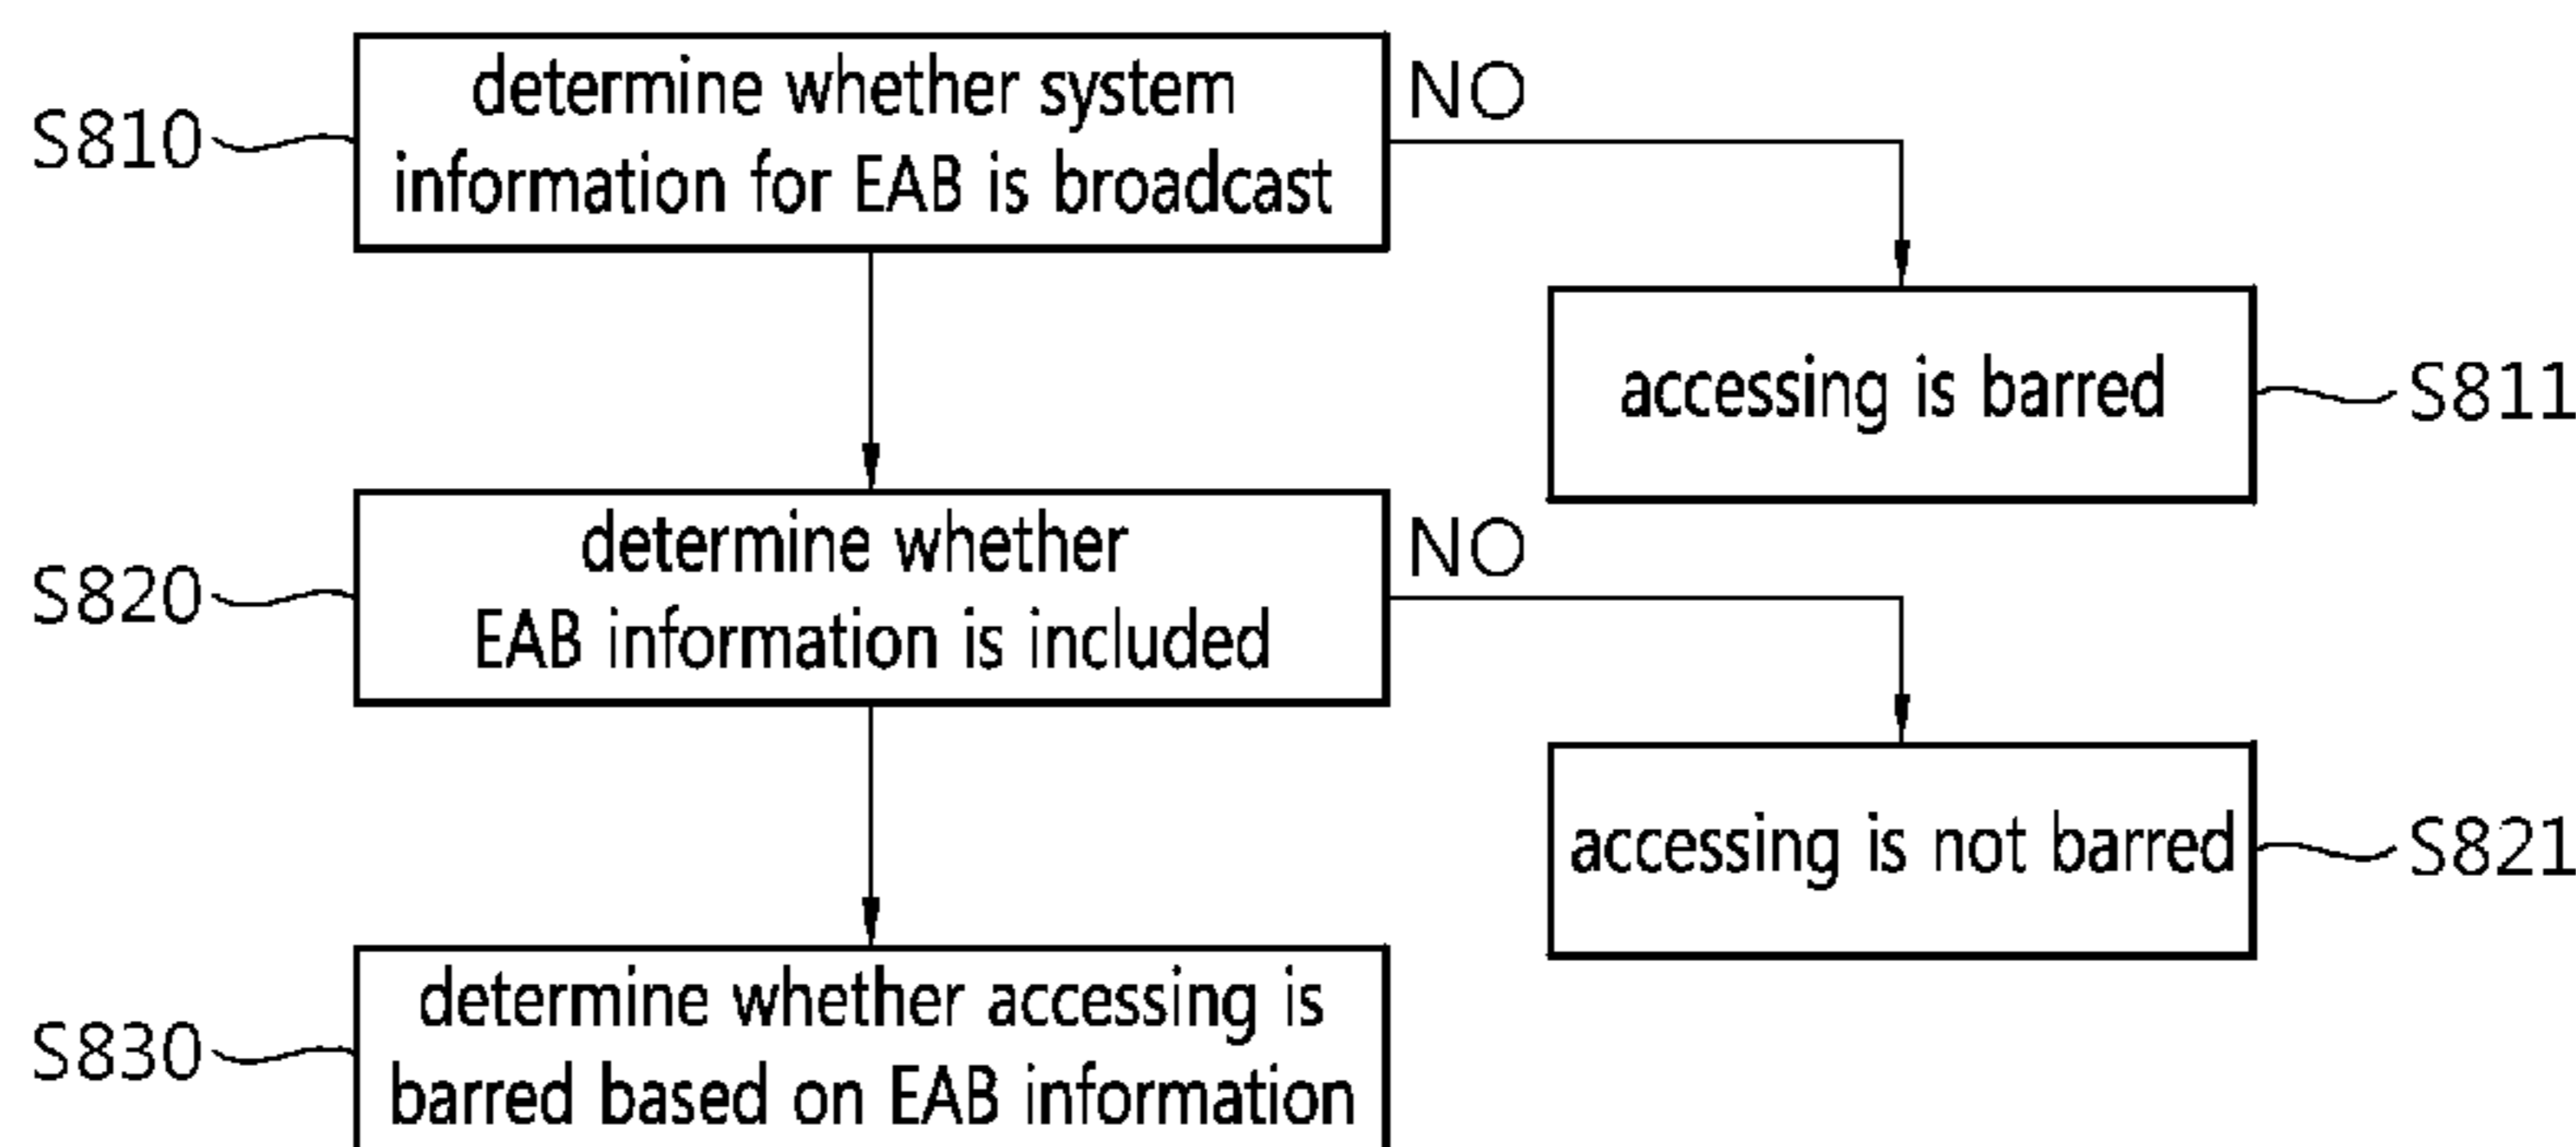 S810
determine whether system
information for EAB is broadcast
NO
accessing is barred
S811
S820
determine whether
EAB information is included
NO
accessing is not barred
S821
S830
determine whether accessing is
barred based on EAB information